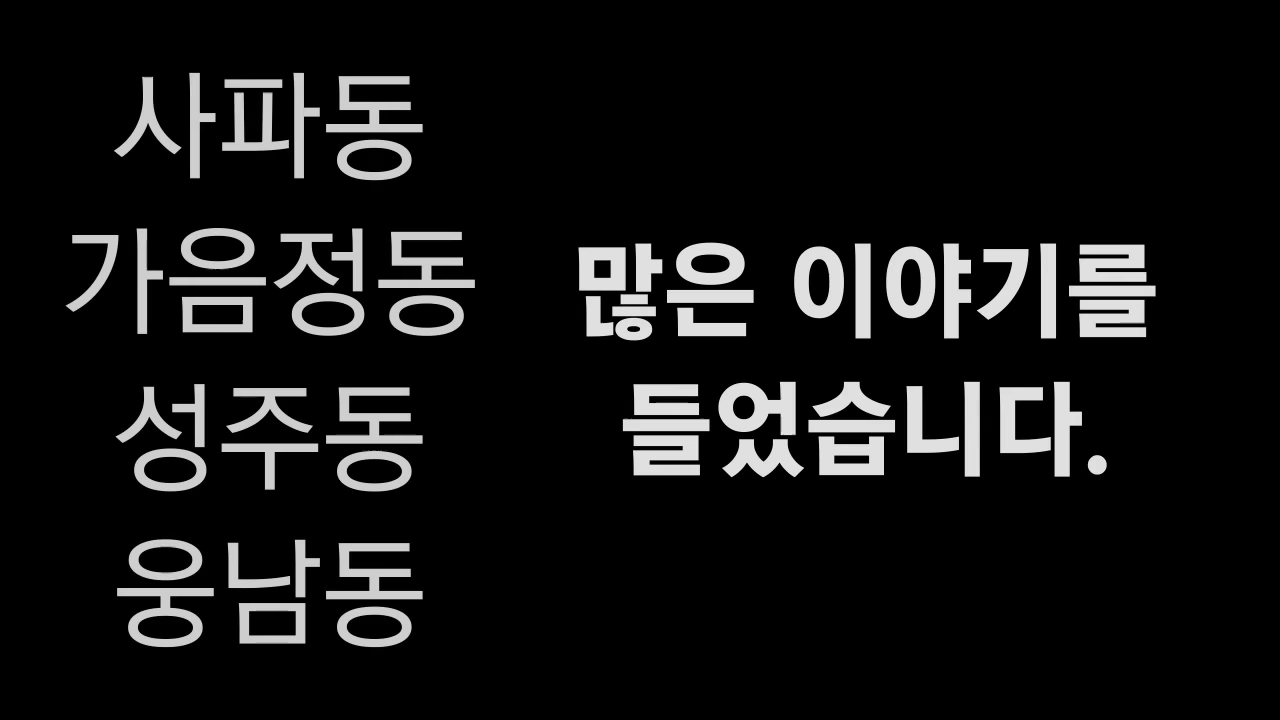 사파동
가음정동
성주동
웅남동
많은 이야기를
들었습니다.